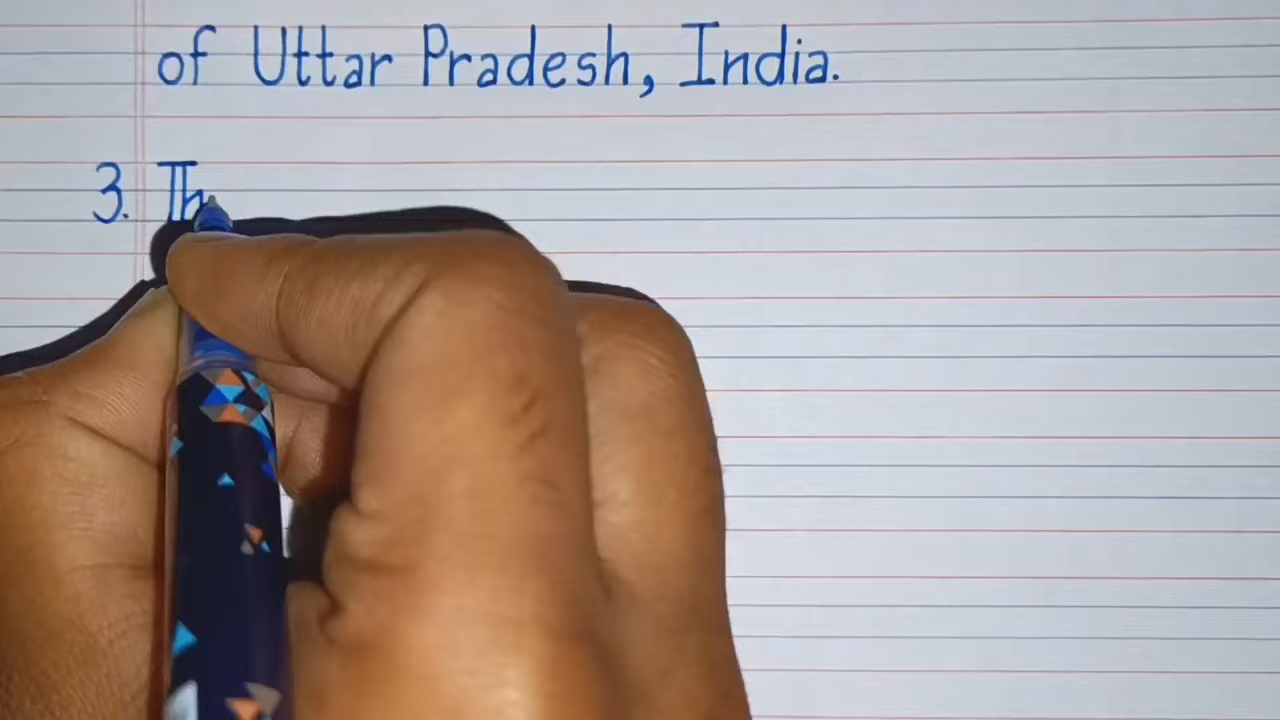 of Uttar Pradesh, India.
3. Th